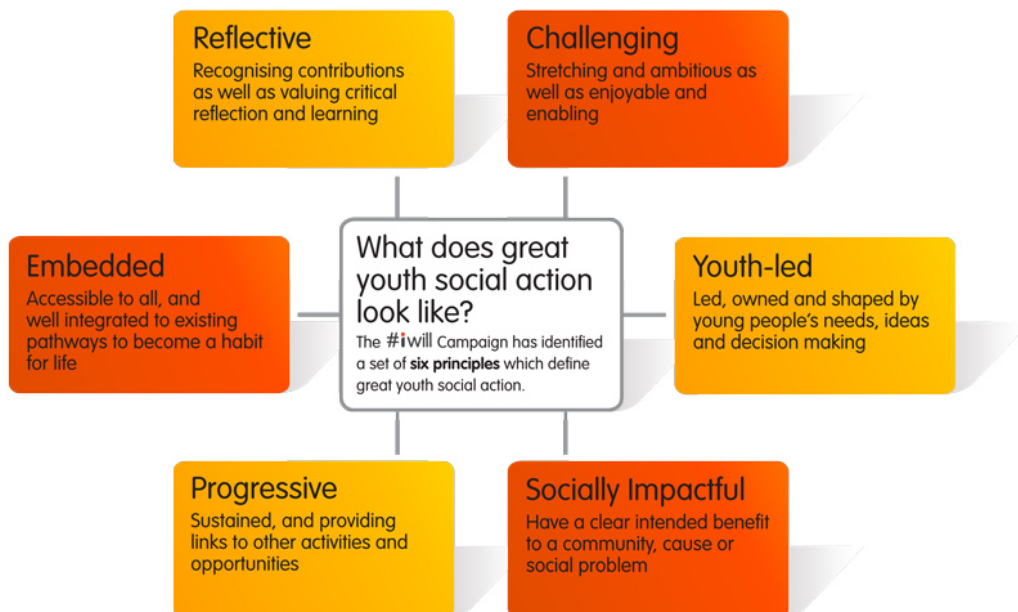 Reflective
Recognising contributions
as well as valuing critical
reflection and learning
Challenging
Stretching and ambitious as
well as enjoyable and
enabling
Embedded
Accessible to all, and
well integrated to existing
pathways to become a habit
for life
What does great
youth social action
look like?
The #iwill Campaign has identified
a set of six principles which define
great youth social action.
Youth-led
Led, owned and shaped by
young people's needs, ideas
and decision making
Progressive
Sustained, and providing
links to other activities and
opportunities
Socially Impactful
Have a clear intended benefit
to a community, cause or
social problem